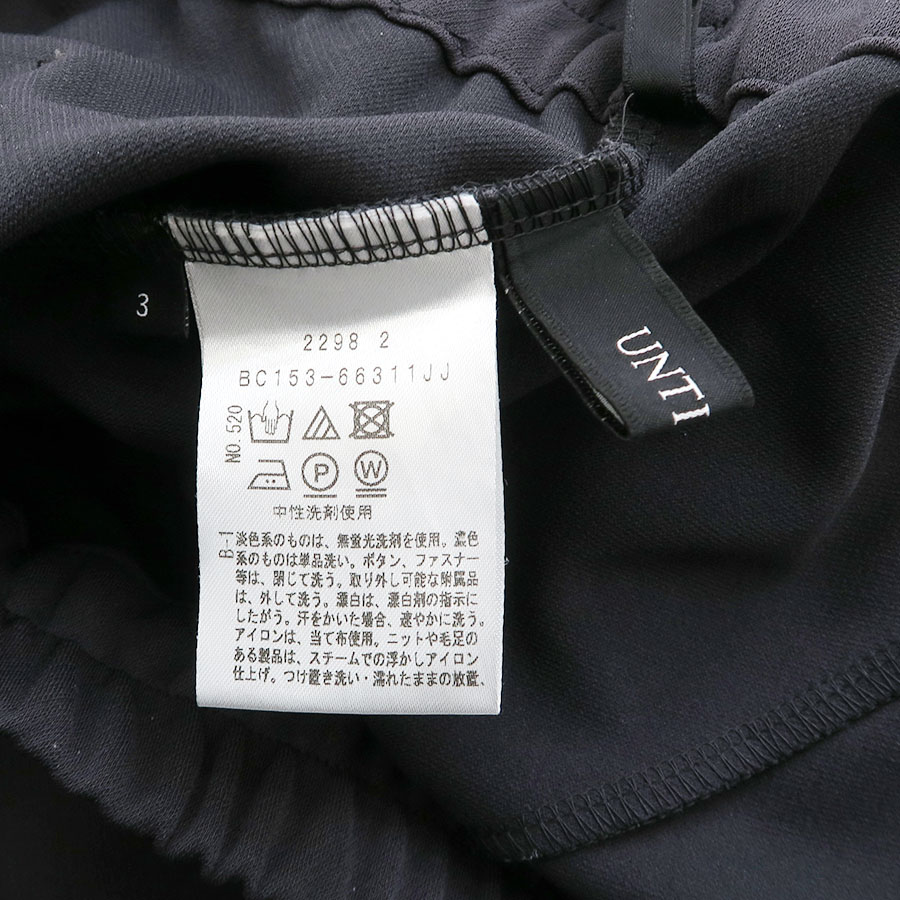 3
2298 2
BC153-66311JJ
NO.520
P
W
中性洗剤使用
B-1
淡色系のものは、無蛍光洗剤を使用。濃色
系のものは単品洗い。ボタン、ファスナー
等は、閉じて洗う。取り外し可能な附属品
は、外して洗う。漂白は、漂白剤の指示に
したがう。汗をかいた場合、速やかに洗う。
アイロンは、当て布使用。ニットや毛足の
ある製品は、スチームでの浮かしアイロン
仕上げ。つけ置き洗い・濡れたままの放置、
UNTI